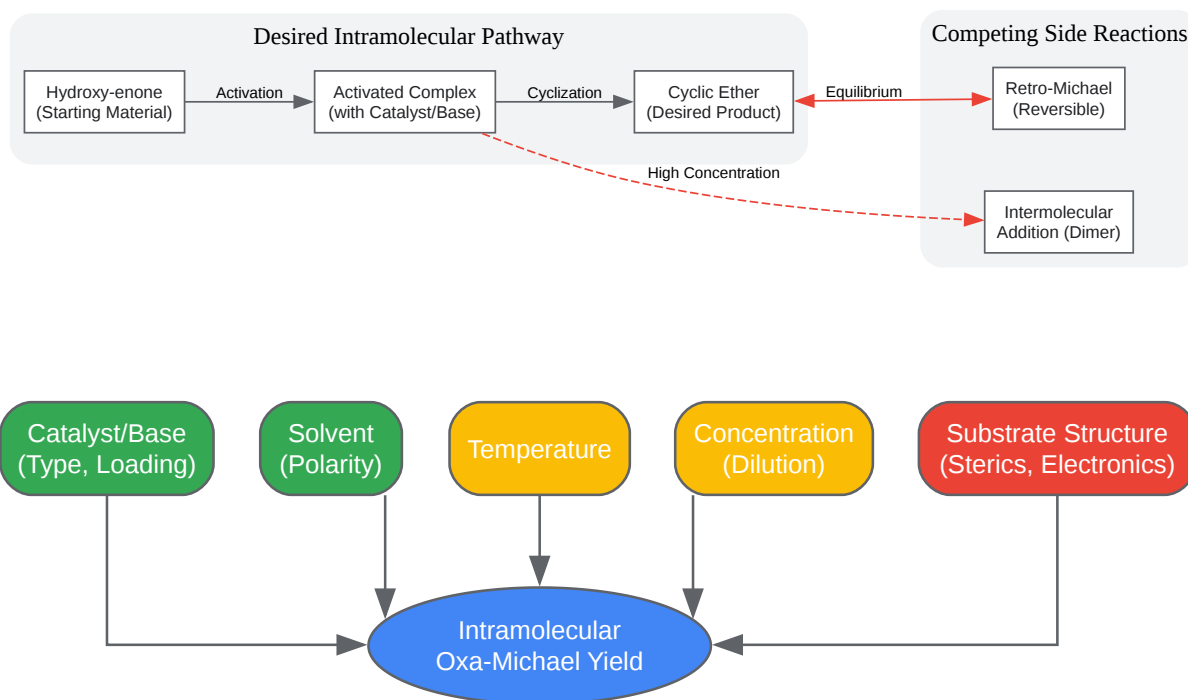 Desired Intramolecular Pathway
Competing Side Reactions
Hydroxy-enone
(Starting Material)
Activation
Activated Complex
(with Catalyst/Base)
Cyclization
Cyclic Ether
(Desired Product)
Equilibrium
Retro-Michael
(Reversible)
High Concentration
Intermolecular
Addition (Dimer)
Catalyst/Base
(Type, Loading)
Solvent
(Polarity)
Temperature
Concentration
(Dilution)
Substrate Structure
(Sterics, Electronics)
Intramolecular
Oxa-Michael Yield